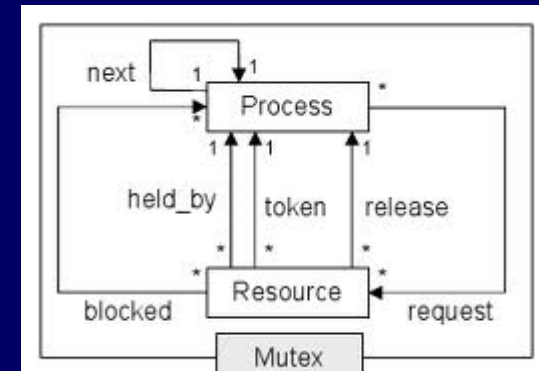 next
1
1
*
Process
*
1
1
1
held_by
token
release
*
*
*
*
*
Resource
blocked
request
Mutex